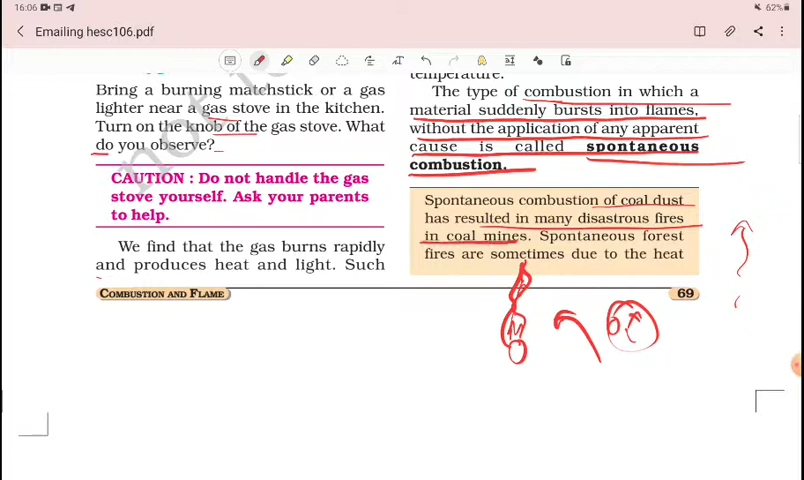 16:06
62%
Emailing hesc106.pdf
Bring a burning matchstick or a gas
lighter near a gas stove in the kitchen.
Turn on the knob of the gas stove. What
do you observe?
CAUTION : Do not handle the gas
stove yourself. Ask your parents
to help.
We find that the gas burns rapidly
and produces heat and light. Such
temperature.
The type of combustion in which a
material suddenly bursts into flames,
without the application of any apparent
cause is called spontaneous
combustion.
Spontaneous combustion of coal dust
has resulted in many disastrous fires
in coal mines. Spontaneous forest
fires are sometimes due to the heat
COMBUSTION AND FLAME
69